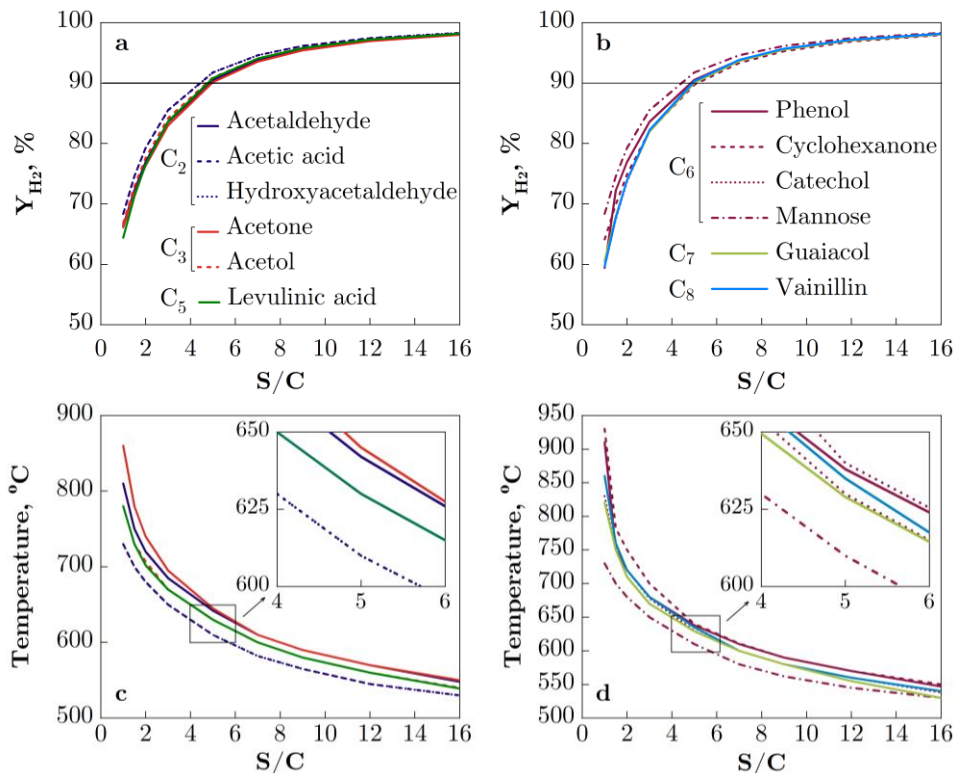 a
100
90
80
70
60
50
Y_H2, %
C₂
Acetaldehyde
Acetic acid
Hydroxyacetaldehyde
C₃
Acetone
Acetol
C₅
Levulinic acid
0 2 4 6 8 10 12 14 16
S/C
b
100
90
80
70
60
50
Y_H2, %
C₆
Phenol
Cyclohexanone
Catechol
Mannose
C₇
Guaiacol
C₈
Vainillin
0 2 4 6 8 10 12 14 16
S/C
900
800
700
600
500
Temperature, ºC
650
625
600
4 5 6
c
0 2 4 6 8 10 12 14 16
S/C
950
900
850
800
750
700
650
600
550
500
Temperature, ºC
650
625
600
4 5 6
d
0 2 4 6 8 10 12 14 16
S/C